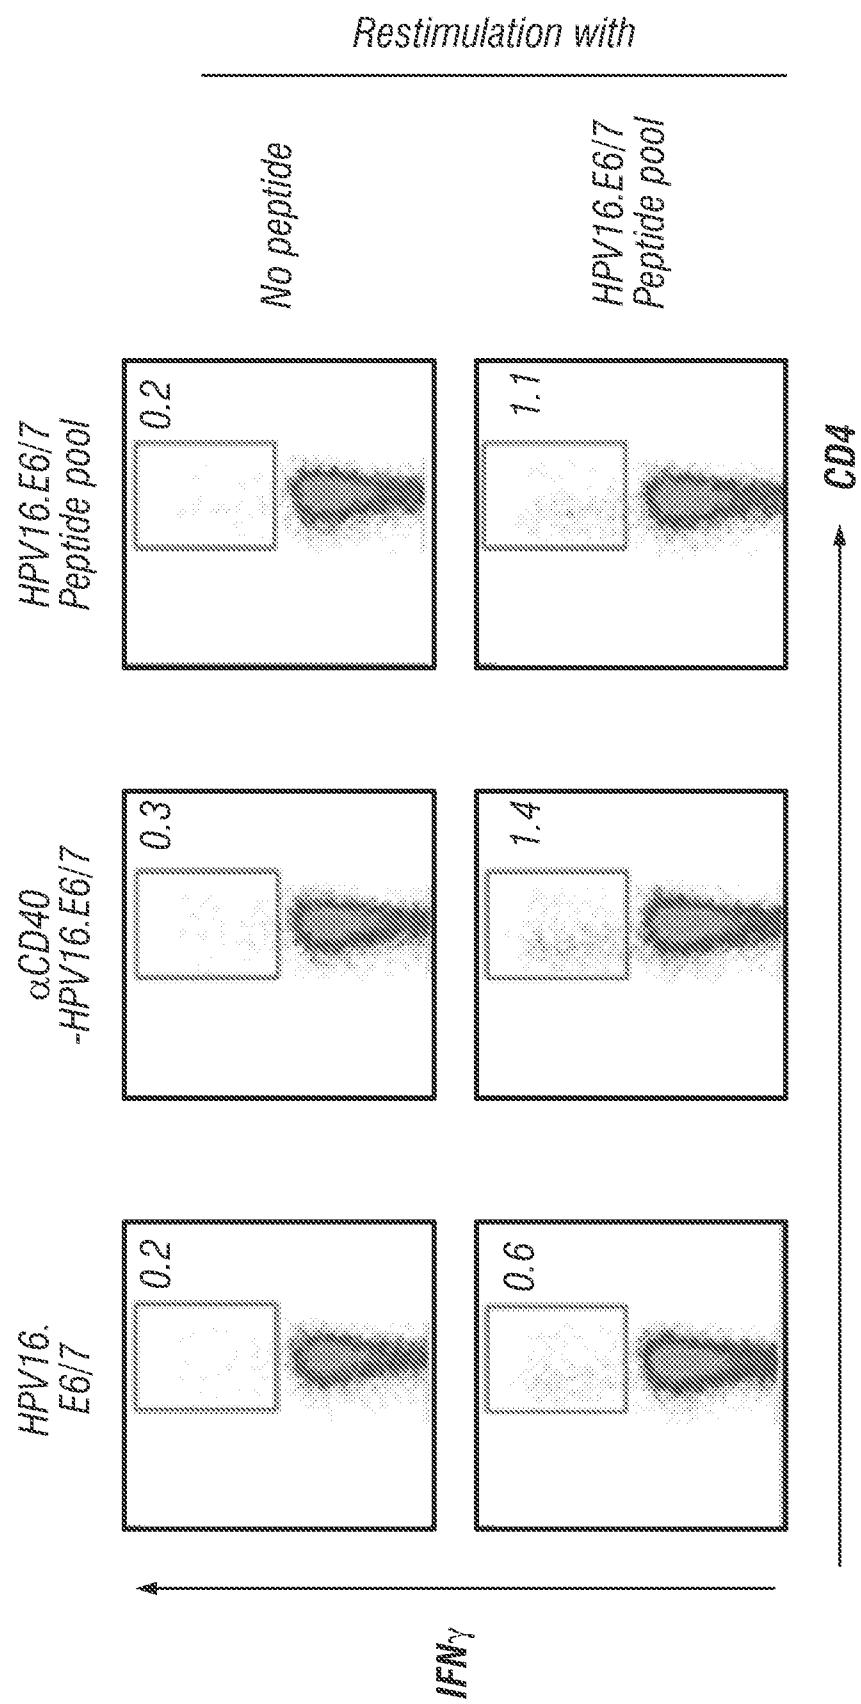 HPV16.
E6/7
αCD40
-HPV16.E6/7
HPV16.E6/7
Peptide pool
Restimulation with
0.2
0.3
0.2
No peptide
0.6
1.4
1.1
HPV16.E6/7
Peptide pool
IFNγ
CD4